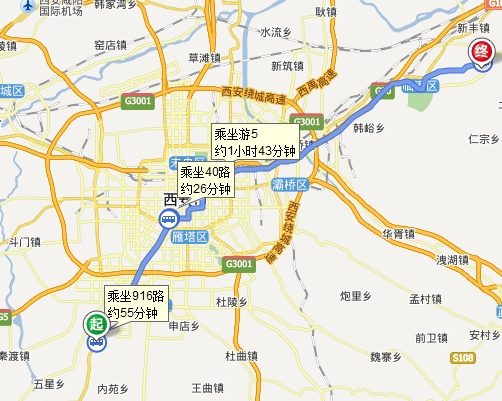 西安咸阳
国际机场
韩家湾乡
耿镇
新丰镇
水流乡
窑店镇
草滩镇
新筑镇
西禹高速
西安绕城高速
G3001
临潼区
终
仁宗乡
G3001
韩峪乡
乘坐游5
约1小时43分钟
未央区
乘坐40路
约26分钟
灞桥区
西安
西安绕城高速
雁塔区
斗门镇
华胥镇
洩湖镇
G3001
乘坐916路
约55分钟
杜陵乡
炮里乡
孟村镇
G5
起
申店乡
前卫镇
安村乡
秦渡镇
杜曲镇
魏寨乡
S108
五星乡
内苑乡
王曲镇